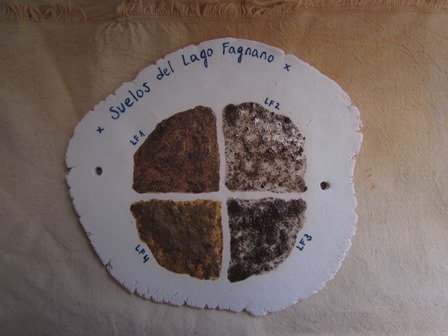 x Suelos del Lago Fagnano x
LF1
LF2
LF4
LF3